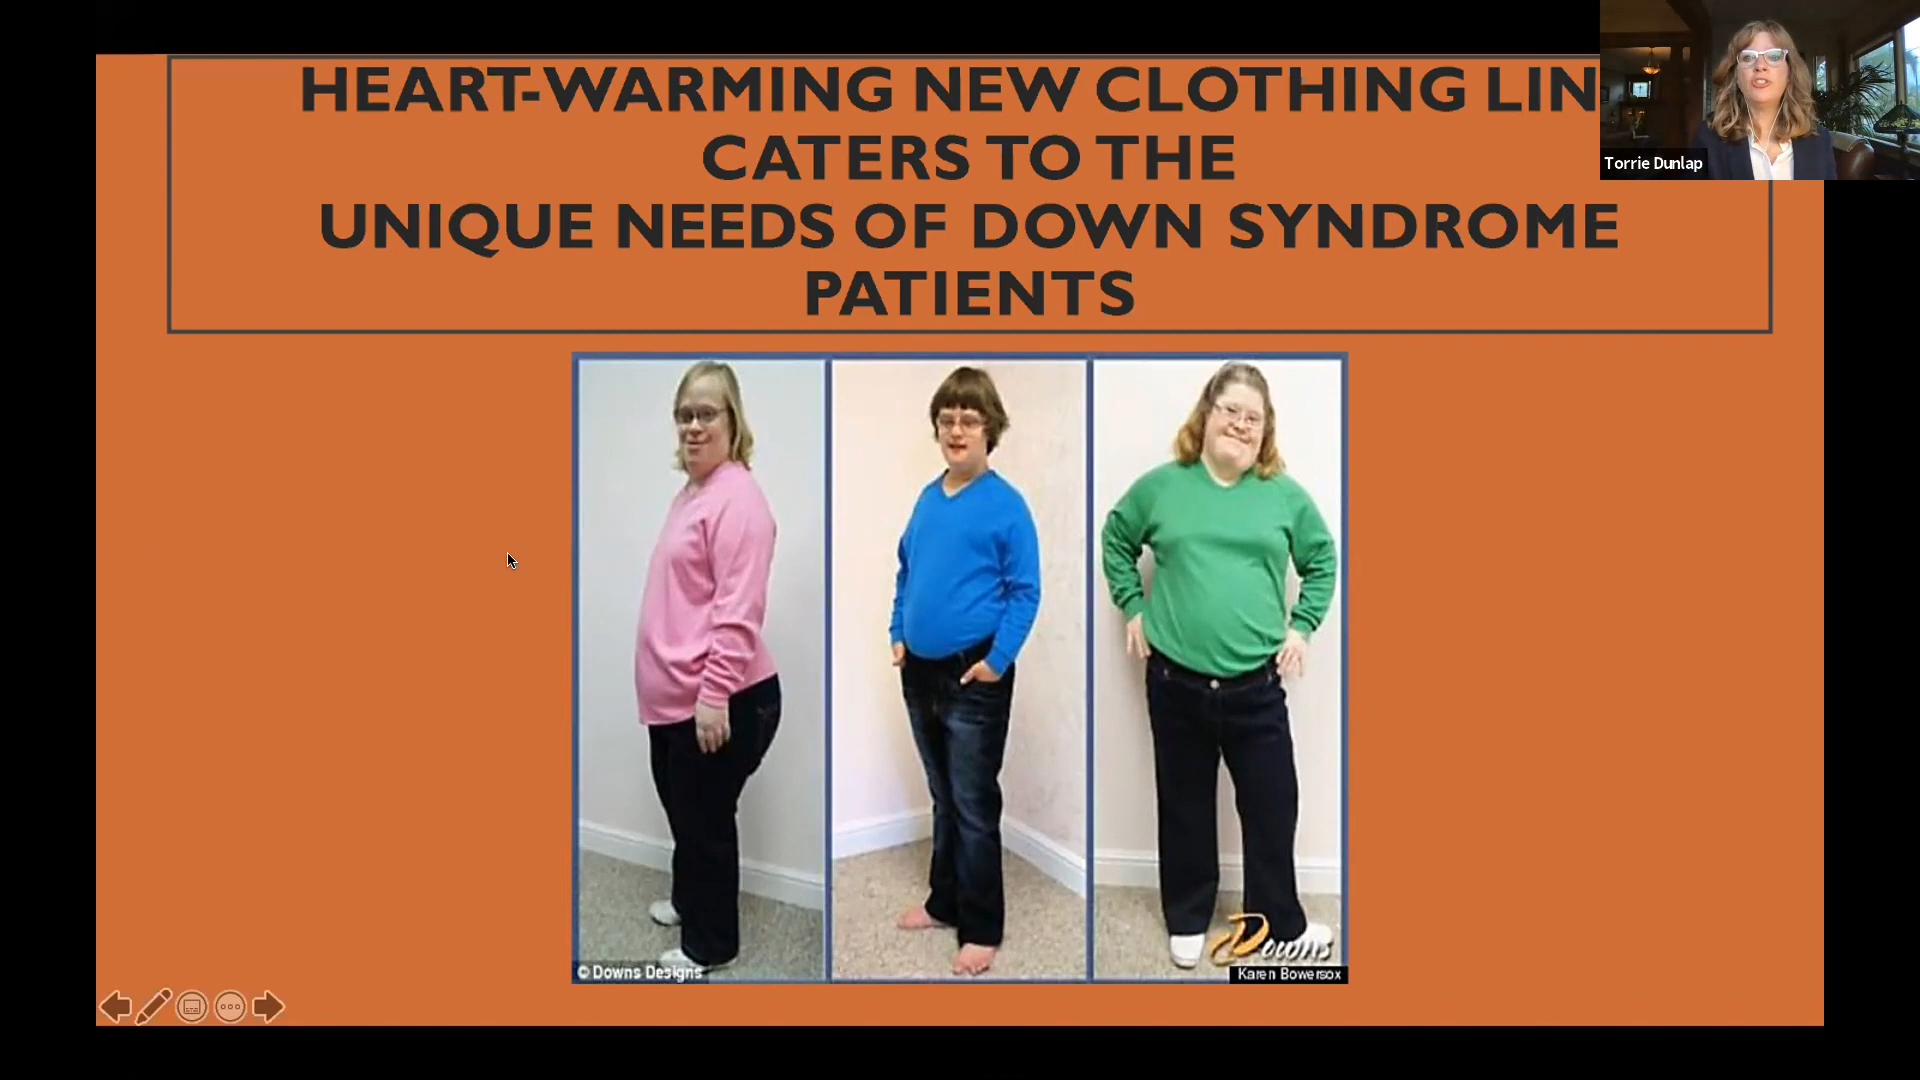 HEART-WARMING NEW CLOTHING LIN
CATERS TO THE
UNIQUE NEEDS OF DOWN SYNDROME
PATIENTS
Torrie Dunlap
Downs
© Downs Designs
Karen Bowersox